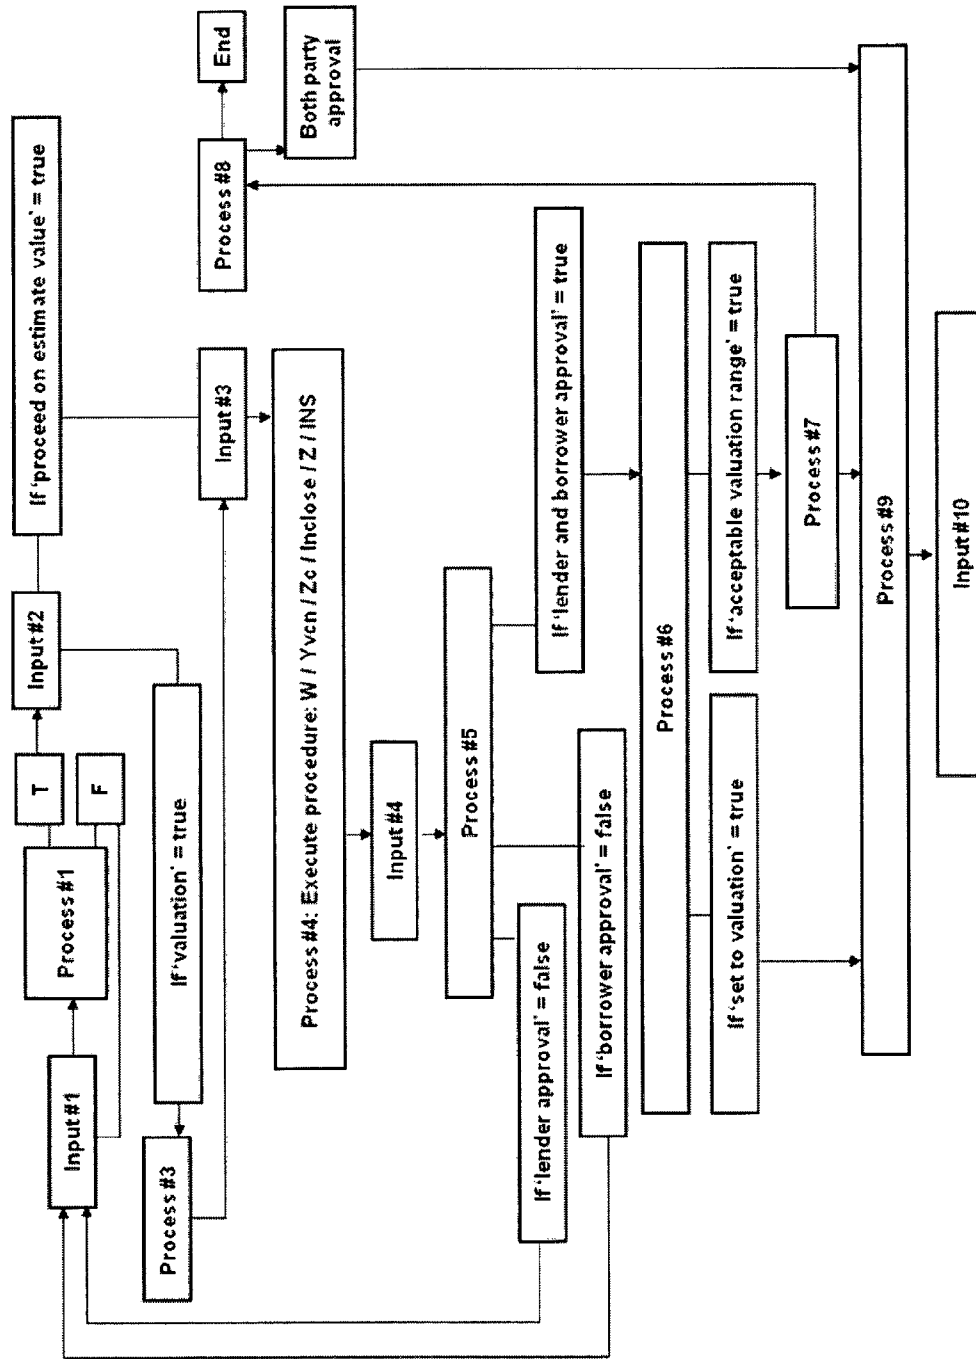 Input #1
Process #1
T
F
Input #2
If ‘proceed on estimate value’ = true
If ‘valuation’ = true
Process #3
Input #3
Process #8
End
Both party
approval
Process #4: Execute procedure: W / Yvcn / Zc / Inclose / Z / INS
Input #4
Process #5
If ‘lender approval’ = false
If ‘borrower approval’ = false
If ‘lender and borrower approval’ = true
Process #6
If ‘set to valuation’ = true
If ‘acceptable valuation range’ = true
Process #7
Process #9
Input #10